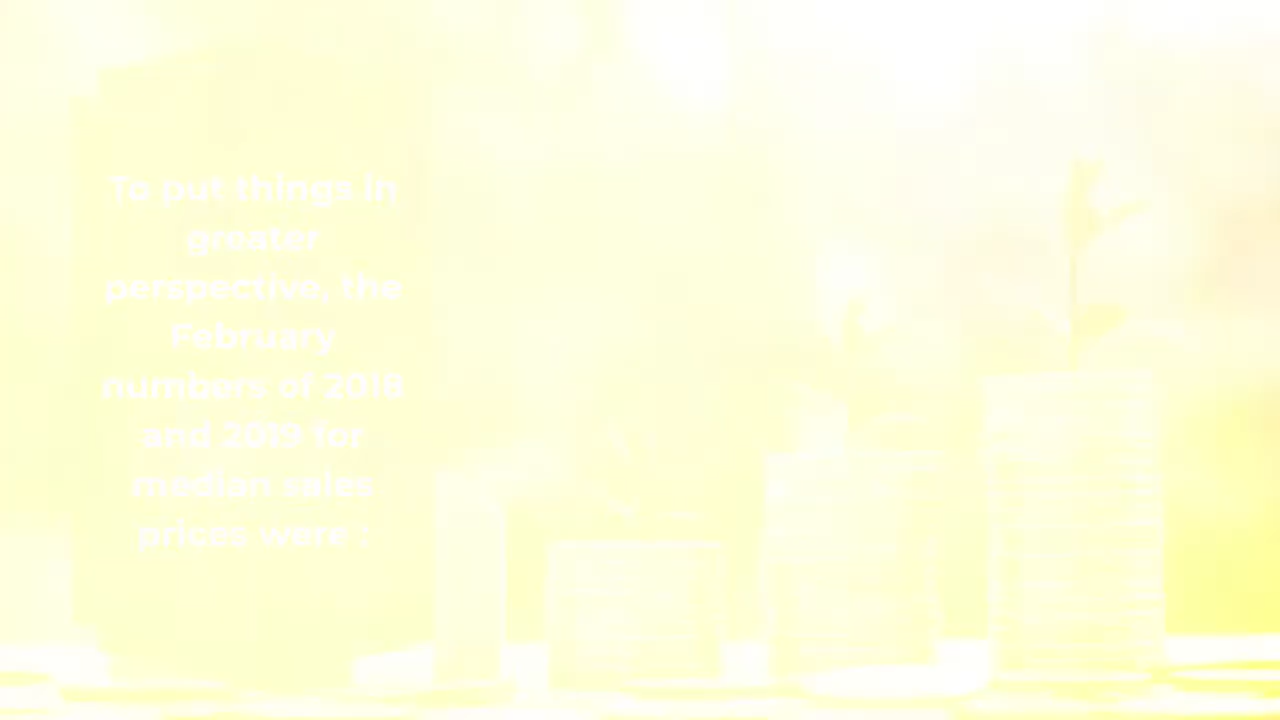 To put things in
greater
perspective, the
February
numbers of 2018
and 2019 for
median sales
prices were :